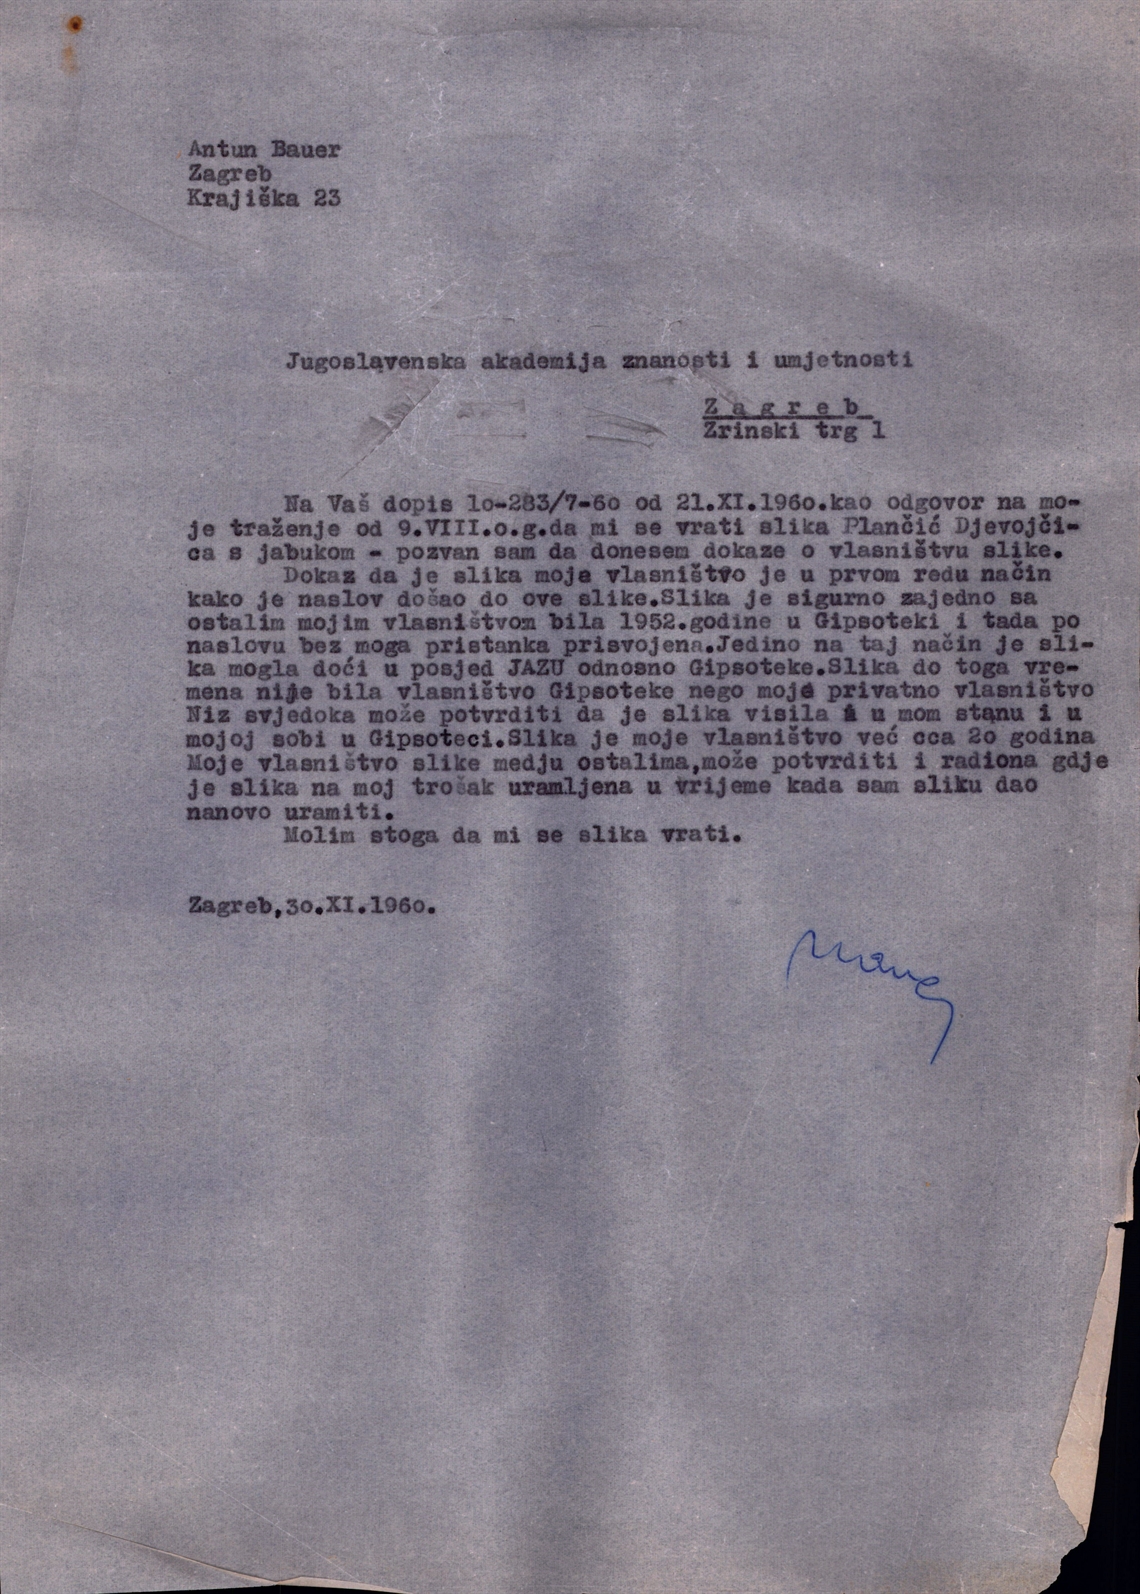 Antun Bauer
Zagreb
Krajiška 23
Jugoslavenska akademija znanosti i umjetnosti
Z a g r e b
Zrinski trg 1
Na Vaš dopis lo-283/7-6o od 21.XI.196o.kao odgovor na mo-
je traženje od 9.VIII.o.g.da mi se vrati slika Plančić Djevojči-
ca s jabukom - pozvan sam da donesem dokaze o vlasništvu slike.
Dokaz da je slika moje vlasništvo je u prvom redu način
kako je naslov došao do ove slike.Slika je sigurno zajedno sa
ostalim mojim vlasništvom bila 1952.godine u Gipsoteki i tada po
naslovu bez moga pristanka prisvojena.Jedino na taj način je sli-
ka mogla doći u posjed JAZU odnosno Gipsoteke.Slika do toga vre-
mena nije bila vlasništvo Gipsoteke nego moje privatno vlasništvo
Niz svjedoka može potvrditi da je slika visila i u mom stanu i u
mojoj sobi u Gipsoteci.Slika je moje vlasništvo već cca 2o godina
Moje vlasništvo slike medju ostalima,može potvrditi i radiona gdje
je slika na moj trošak uramljena u vrijeme kada sam sliku dao
nanovo uramiti.
Molim stoga da mi se slika vrati.
Zagreb,3o.XI.196o.